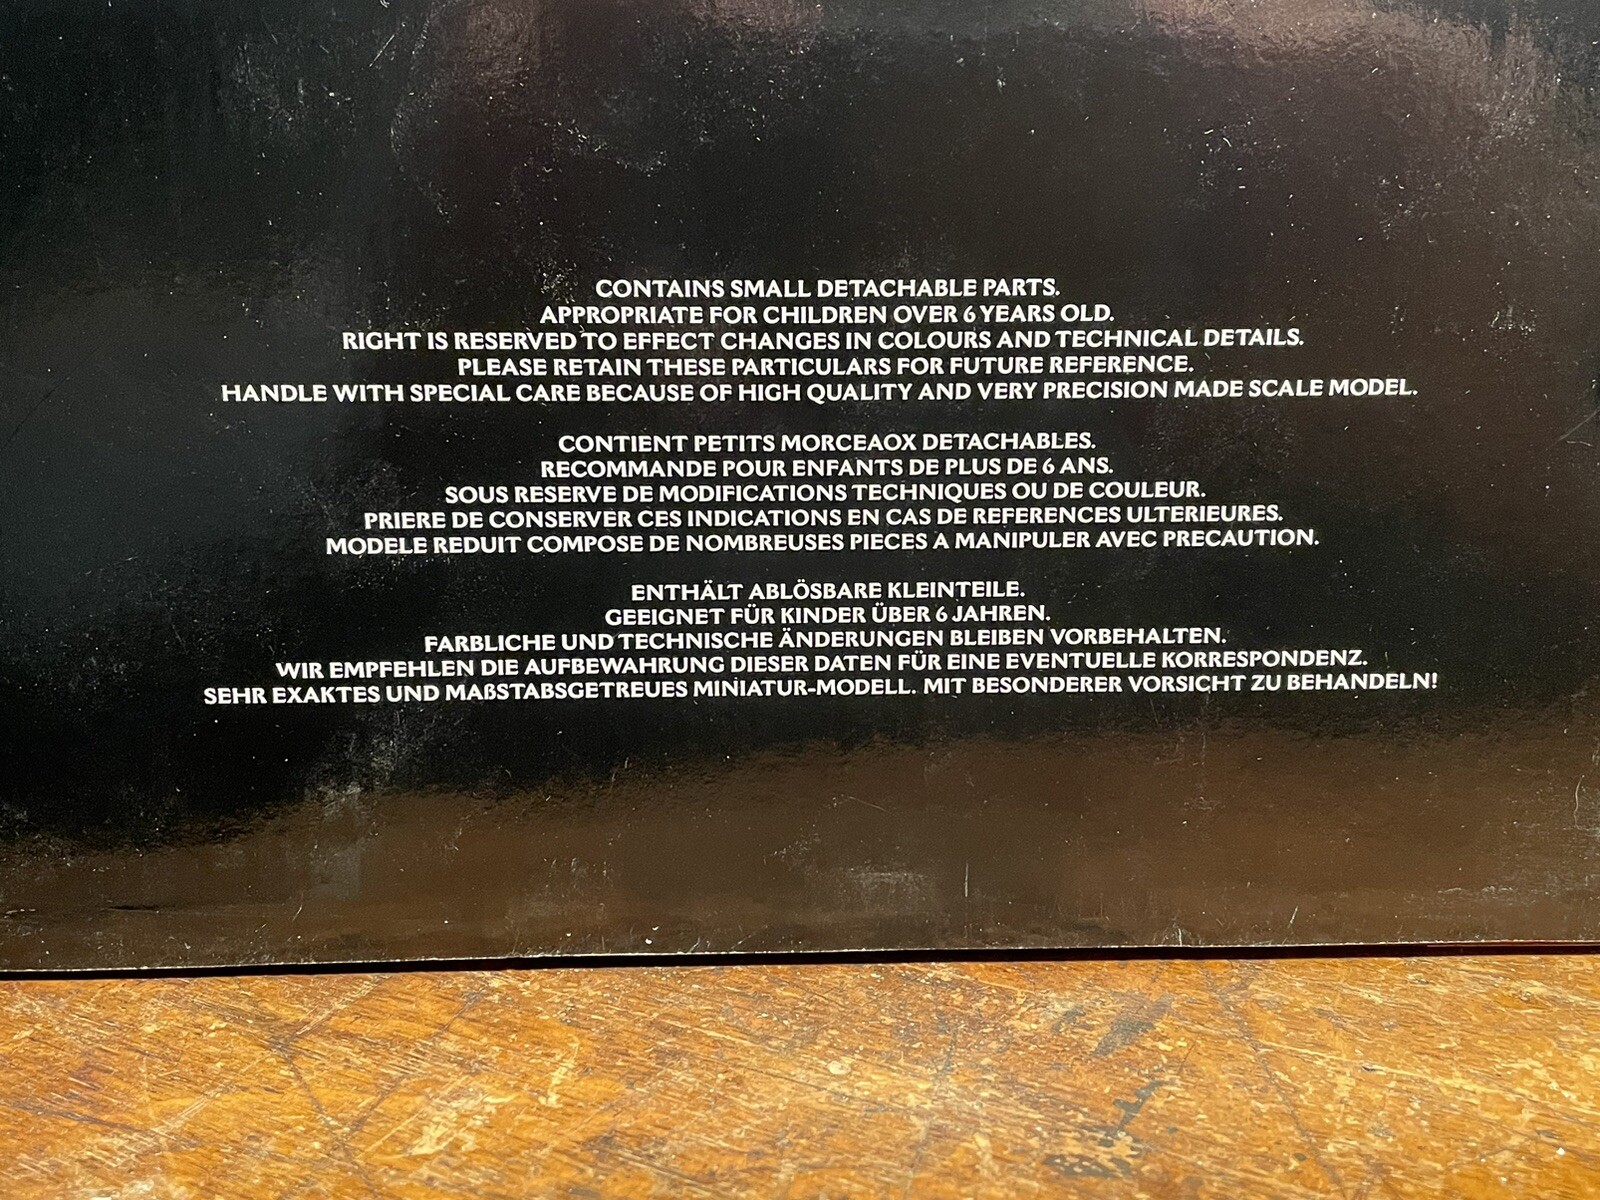 CONTAINS SMALL DETACHABLE PARTS.
APPROPRIATE FOR CHILDREN OVER 6 YEARS OLD.
RIGHT IS RESERVED TO EFFECT CHANGES IN COLOURS AND TECHNICAL DETAILS.
PLEASE RETAIN THESE PARTICULARS FOR FUTURE REFERENCE.
HANDLE WITH SPECIAL CARE BECAUSE OF HIGH QUALITY AND VERY PRECISION MADE SCALE MODEL.
CONTIENT PETITS MORCEAOX DETACHABLES.
RECOMMANDE POUR ENFANTS DE PLUS DE 6 ANS.
SOUS RESERVE DE MODIFICATIONS TECHNIQUES OU DE COULEUR.
PRIERE DE CONSERVER CES INDICATIONS EN CAS DE REFERENCES ULTERIEURES.
MODELE REDUIT COMPOSE DE NOMBREUSES PIECES A MANIPULER AVEC PRECAUTION.
ENTHÄLT ABLÖSBARE KLEINTEILE.
GEEIGNET FÜR KINDER ÜBER 6 JAHREN.
FARBLICHE UND TECHNISCHE ÄNDERUNGEN BLEIBEN VORBEHALTEN.
WIR EMPFEHLEN DIE AUFBEWAHRUNG DIESER DATEN FÜR EINE EVENTUELLE KORRESPONDENZ.
SEHR EXAKTES UND MAßSTABSGETREUES MINIATUR-MODELL. MIT BESONDERER VORSICHT ZU BEHANDELN!